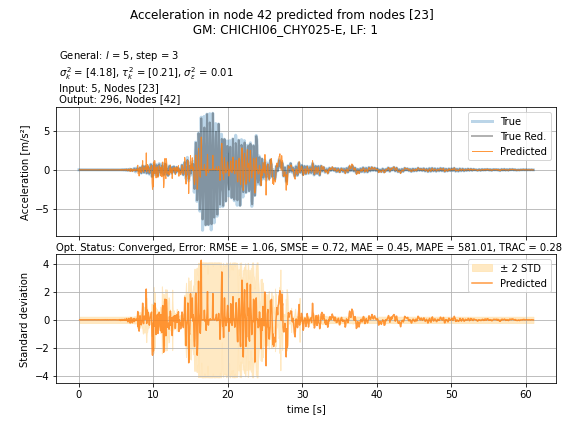 Acceleration in node 42 predicted from nodes [23]
GM: CHICHI06_CHY025-E, LF: 1
General: l = 5, step = 3
σ²ₖ = [4.18], τ²ₖ = [0.21], σ²ε = 0.01
Input: 5, Nodes [23]
Output: 296, Nodes [42]
Acceleration [m/s²]
5
0
−5
True
True Red.
Predicted
Opt. Status: Converged, Error: RMSE = 1.06, SMSE = 0.72, MAE = 0.45, MAPE = 581.01, TRAC = 0.28
Standard deviation
4
2
0
−2
−4
± 2 STD
Predicted
0 10 20 30 40 50 60
time [s]